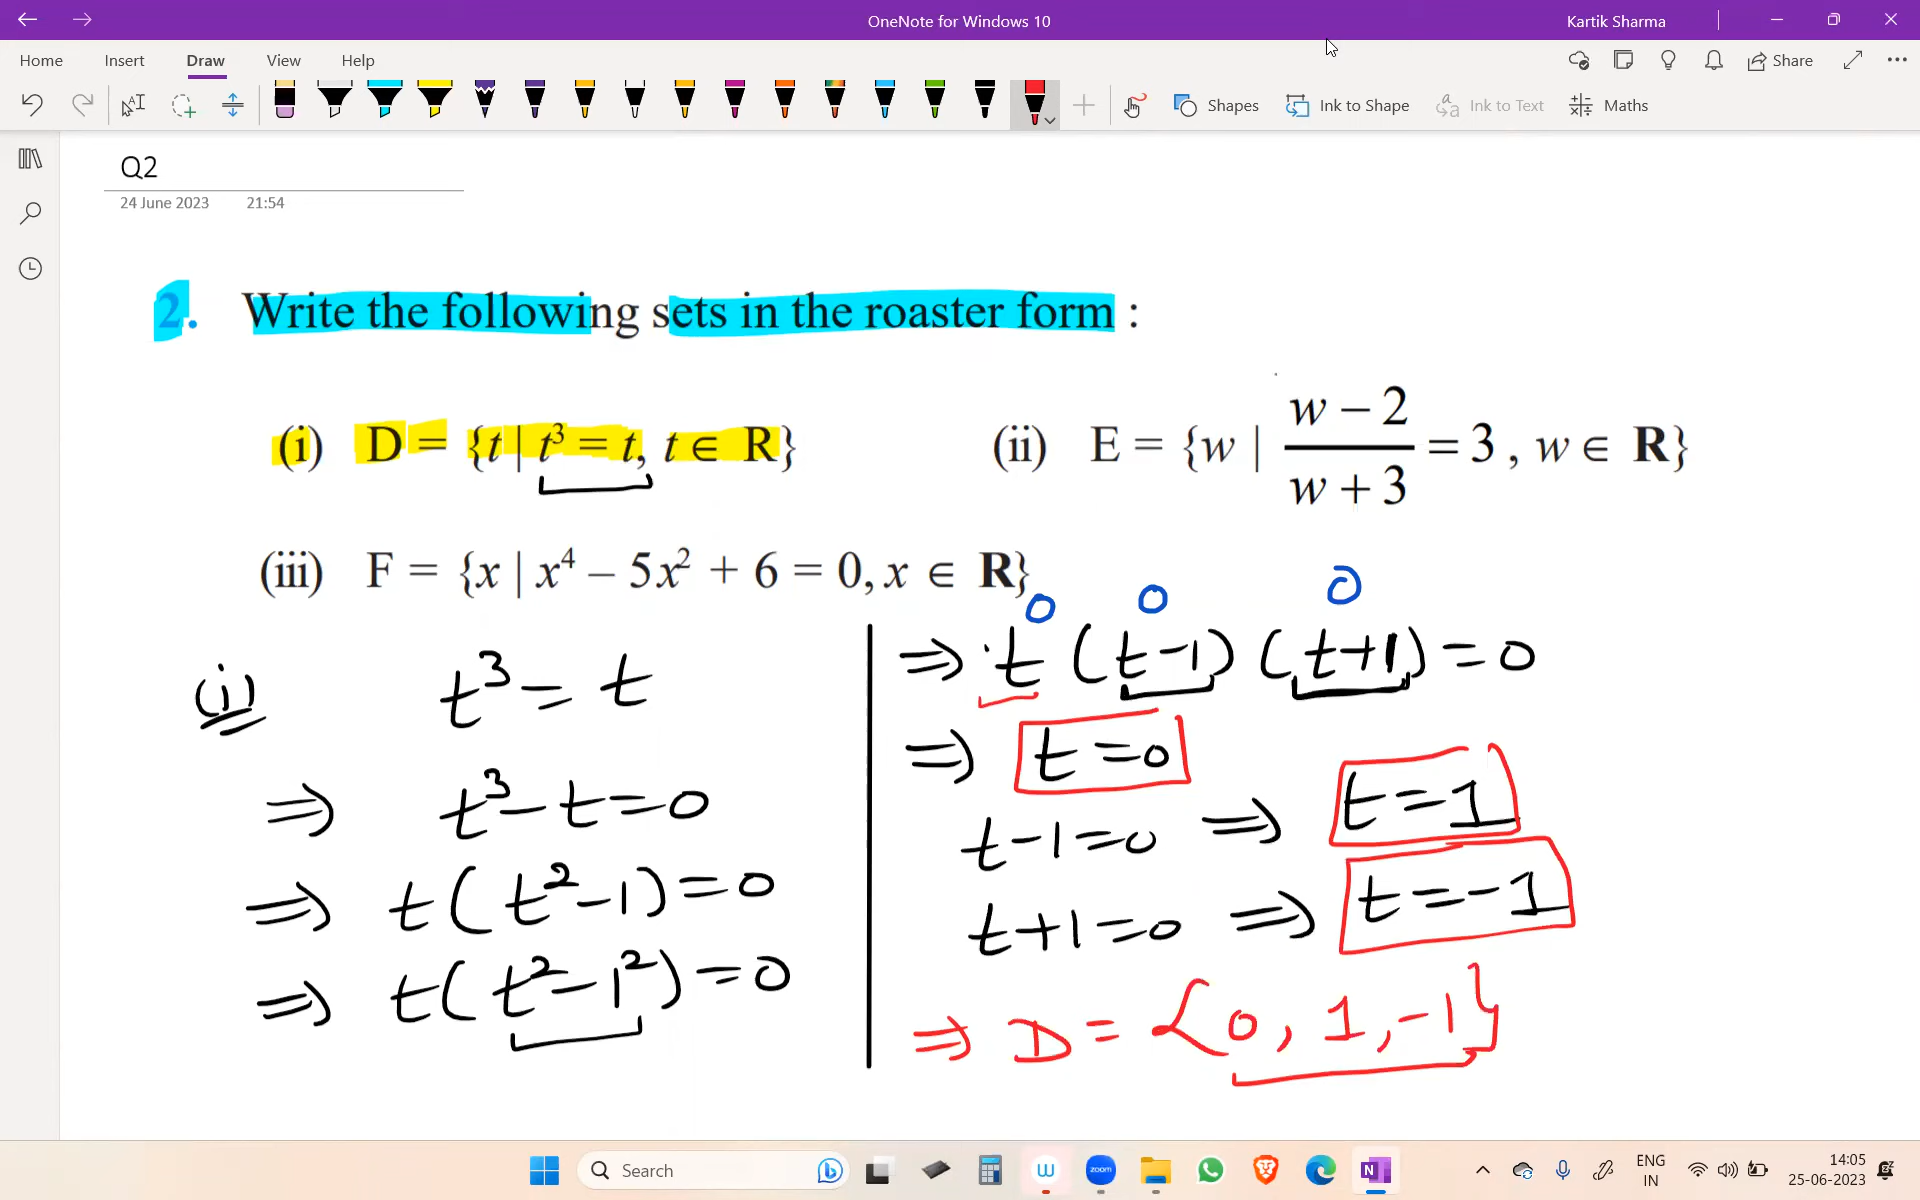 OneNote for Windows 10
Kartik Sharma
Home Insert Draw View Help
Share
Shapes Ink to Shape Ink to Text Maths
Q2
24 June 2023 21:54
2. Write the following sets in the roaster form :
(i) D = {t | t³ = t, t ∈ R}
(ii) E = {w | (w – 2)/(w + 3) = 3 , w ∈ R}
(iii) F = {x | x⁴ – 5x² + 6 = 0, x ∈ R}
(i) t³ = t
⇒ t³ - t = 0
⇒ t(t² - 1) = 0
⇒ t(t² - 1²) = 0
0 0 0
⇒ t (t-1) (t+1) = 0
⇒ t = 0
t - 1 = 0 ⇒ t = 1
t + 1 = 0 ⇒ t = -1
⇒ D = {0, 1, -1}
Search
zoom
ENG
IN
14:05
25-06-2023